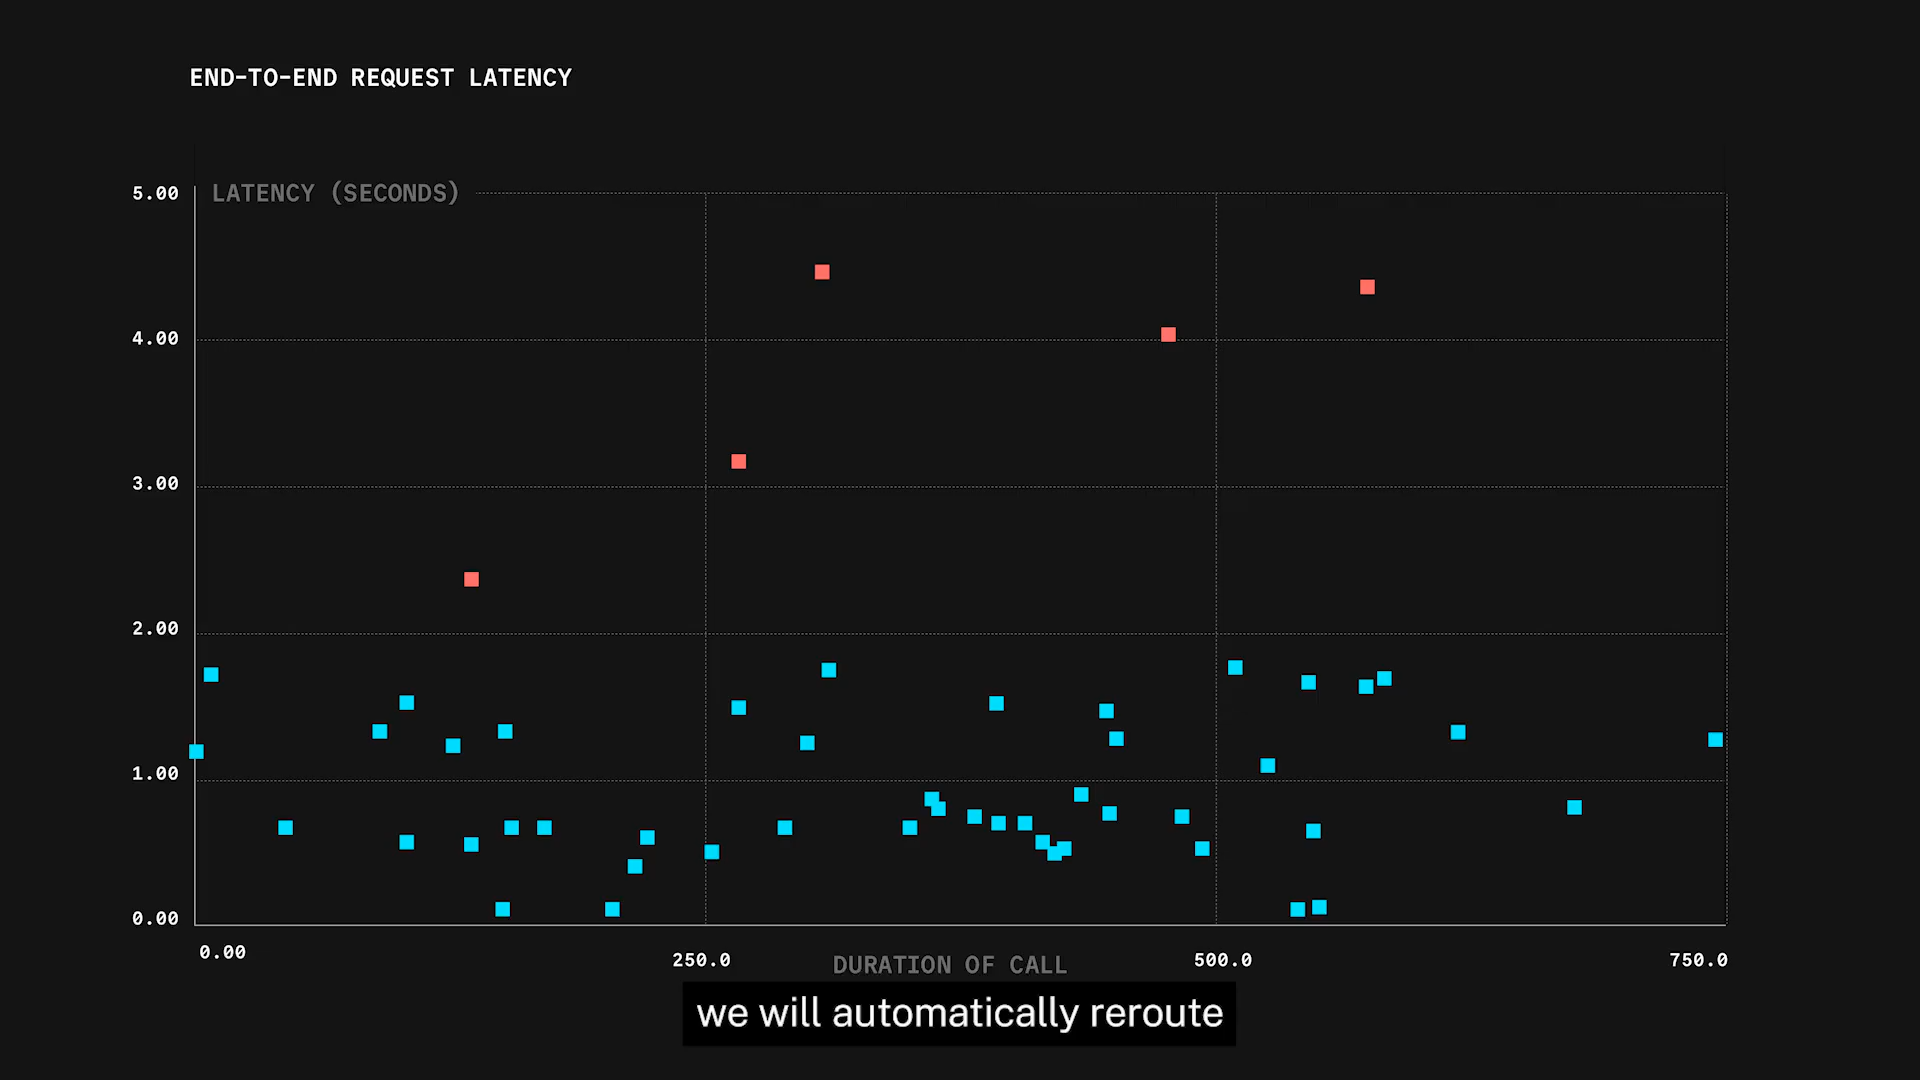 END-TO-END REQUEST LATENCY
LATENCY (SECONDS)
5.00
4.00
3.00
2.00
1.00
0.00
0.00
250.0
500.0
750.0
DURATION OF CALL
we will automatically reroute